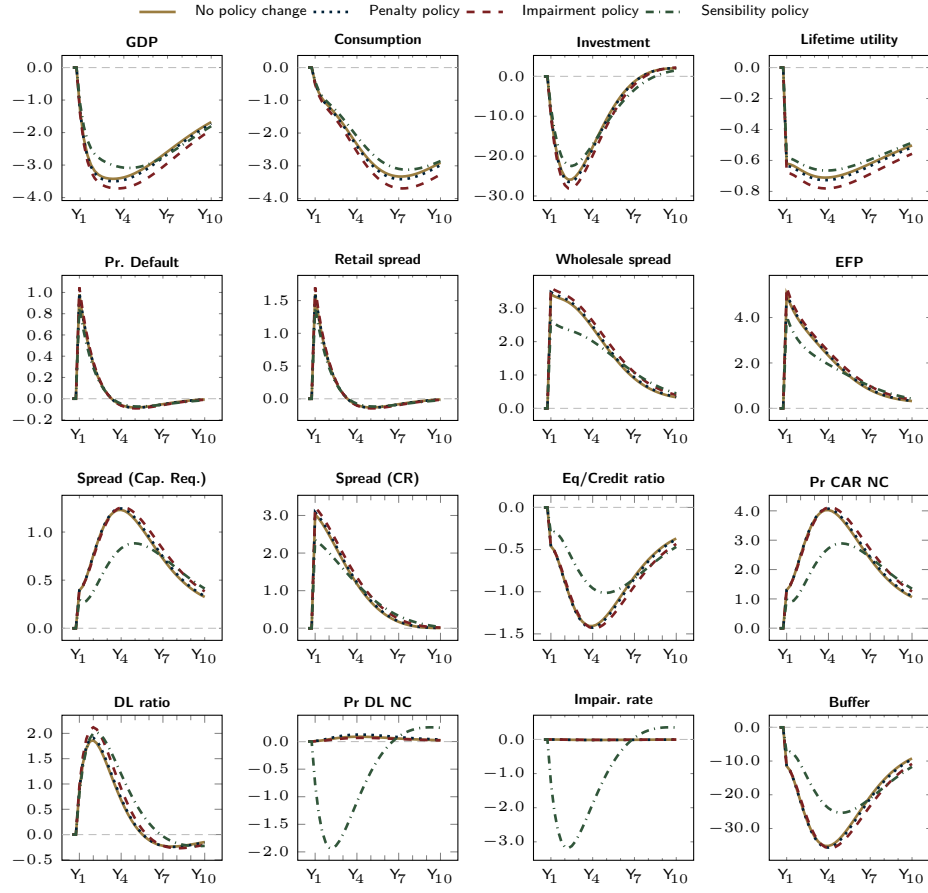 No policy change Penalty policy Impairment policy Sensibility policy
GDP Consumption Investment Lifetime utility
0.0 −1.0 −2.0 −3.0 −4.0 Y1 Y4 Y7 Y10
0.0 −1.0 −2.0 −3.0 −4.0 Y1 Y4 Y7 Y10
0.0 −10.0 −20.0 −30.0 Y1 Y4 Y7 Y10
0.0 −0.2 −0.4 −0.6 −0.8 Y1 Y4 Y7 Y10
Pr. Default Retail spread Wholesale spread EFP
1.0 0.8 0.6 0.4 0.2 0.0 −0.2 Y1 Y4 Y7 Y10
1.5 1.0 0.5 0.0 Y1 Y4 Y7 Y10
3.0 2.0 1.0 0.0 Y1 Y4 Y7 Y10
4.0 2.0 0.0 Y1 Y4 Y7 Y10
Spread (Cap. Req.) Spread (CR) Eq/Credit ratio Pr CAR NC
1.0 0.5 0.0 Y1 Y4 Y7 Y10
3.0 2.0 1.0 0.0 Y1 Y4 Y7 Y10
0.0 −0.5 −1.0 −1.5 Y1 Y4 Y7 Y10
4.0 3.0 2.0 1.0 0.0 Y1 Y4 Y7 Y10
DL ratio Pr DL NC Impair. rate Buffer
2.0 1.5 1.0 0.5 0.0 −0.5 Y1 Y4 Y7 Y10
0.0 −0.5 −1.0 −1.5 −2.0 Y1 Y4 Y7 Y10
0.0 −1.0 −2.0 −3.0 Y1 Y4 Y7 Y10
0.0 −10.0 −20.0 −30.0 Y1 Y4 Y7 Y10